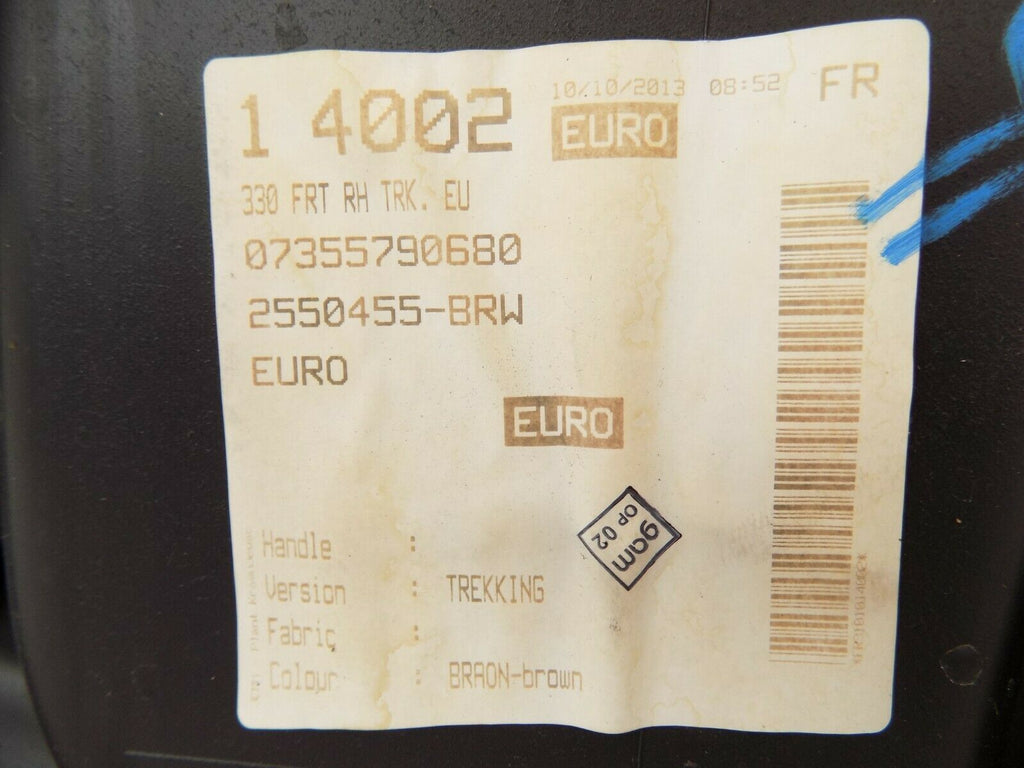 10/10/2013 08:52 FR
1 4002 EURO
330 FRT RH TRK. EU
07355790680
2550455-BRW
EURO
EURO
gam
OP 02
Handle :
Version : TREKKING
Fabric :
Colour : BRAON-brown